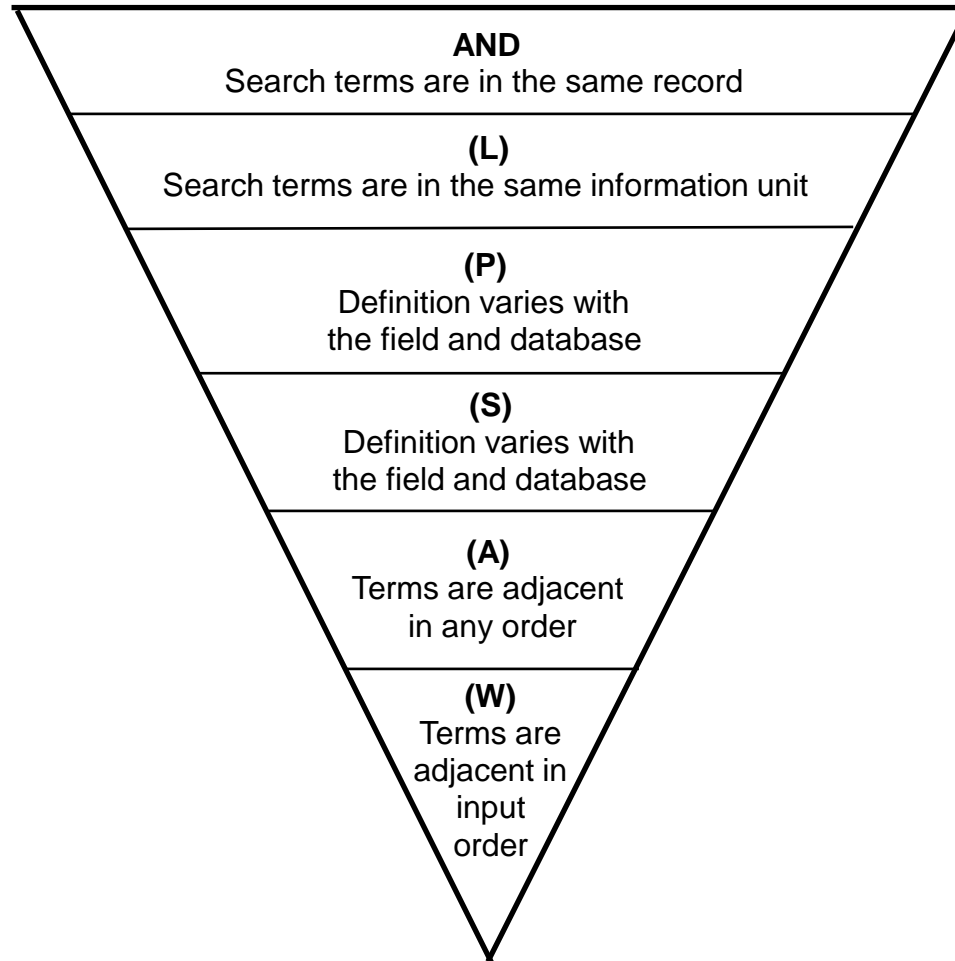 AND
Search terms are in the same record
(L)
Search terms are in the same information unit
(P)
Definition varies with
the field and database
(S)
Definition varies with
the field and database
(A)
Terms are adjacent
in any order
(W)
Terms are
adjacent in
input
order